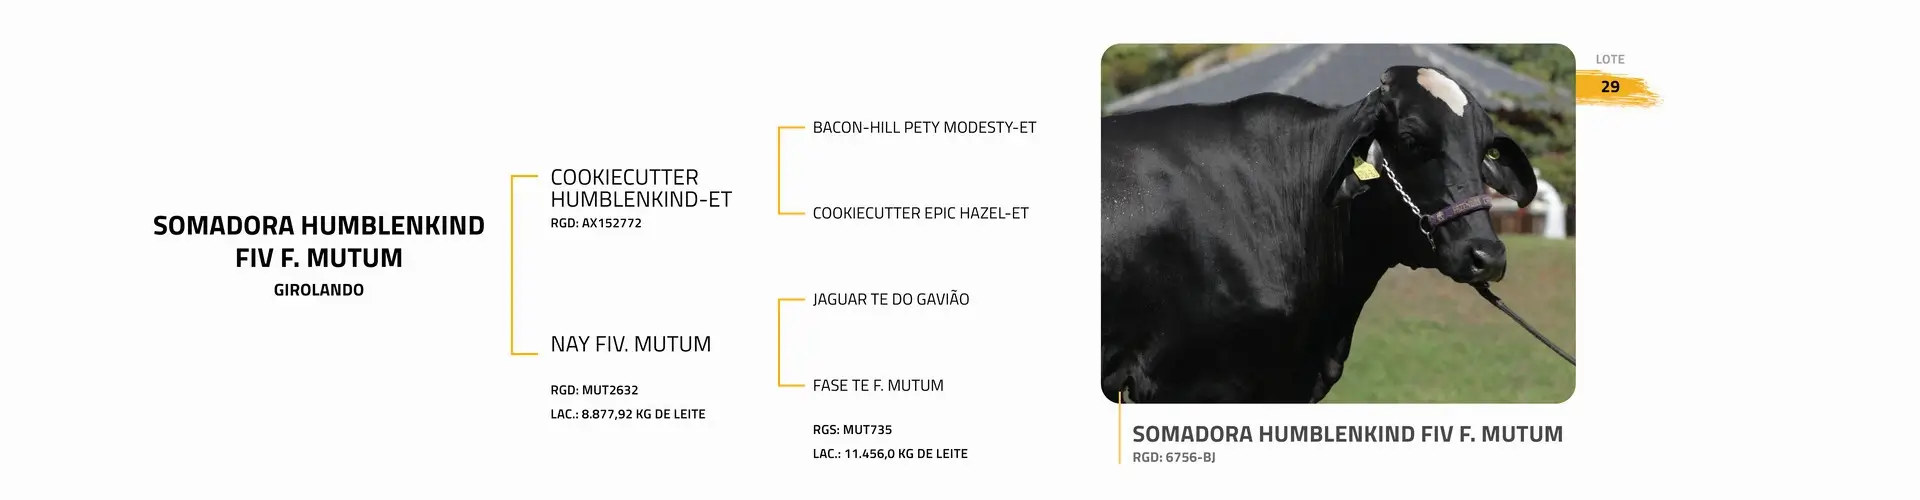 SOMADORA HUMBLENKIND
FIV F. MUTUM
GIROLANDO
COOKIECUTTER
HUMBLENKIND-ET
RGD: AX152772
NAY FIV. MUTUM
RGD: MUT2632
LAC.: 8.877,92 KG DE LEITE
BACON-HILL PETY MODESTY-ET
COOKIECUTTER EPIC HAZEL-ET
JAGUAR TE DO GAVIÃO
FASE TE F. MUTUM
RGS: MUT735
LAC.: 11.456,0 KG DE LEITE
LOTE
29
SOMADORA HUMBLENKIND FIV F. MUTUM
RGD: 6756-BJ